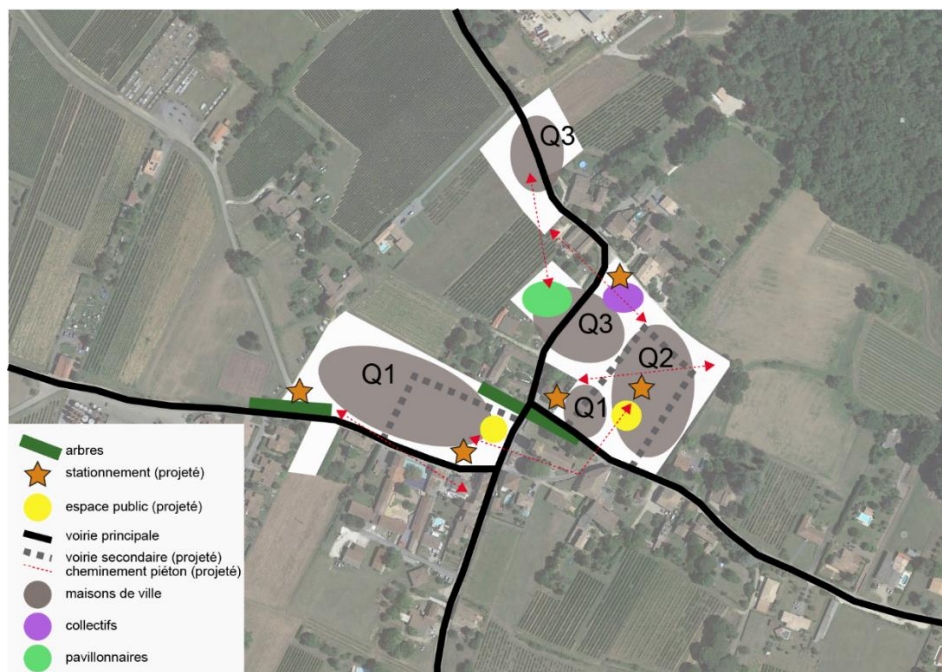 Q3
Q3
Q2
Q1
Q1
arbres
stationnement (projeté)
espace public (projeté)
voirie principale
voirie secondaire (projeté)
cheminement piéton (projeté)
maisons de ville
collectifs
pavillonnaires